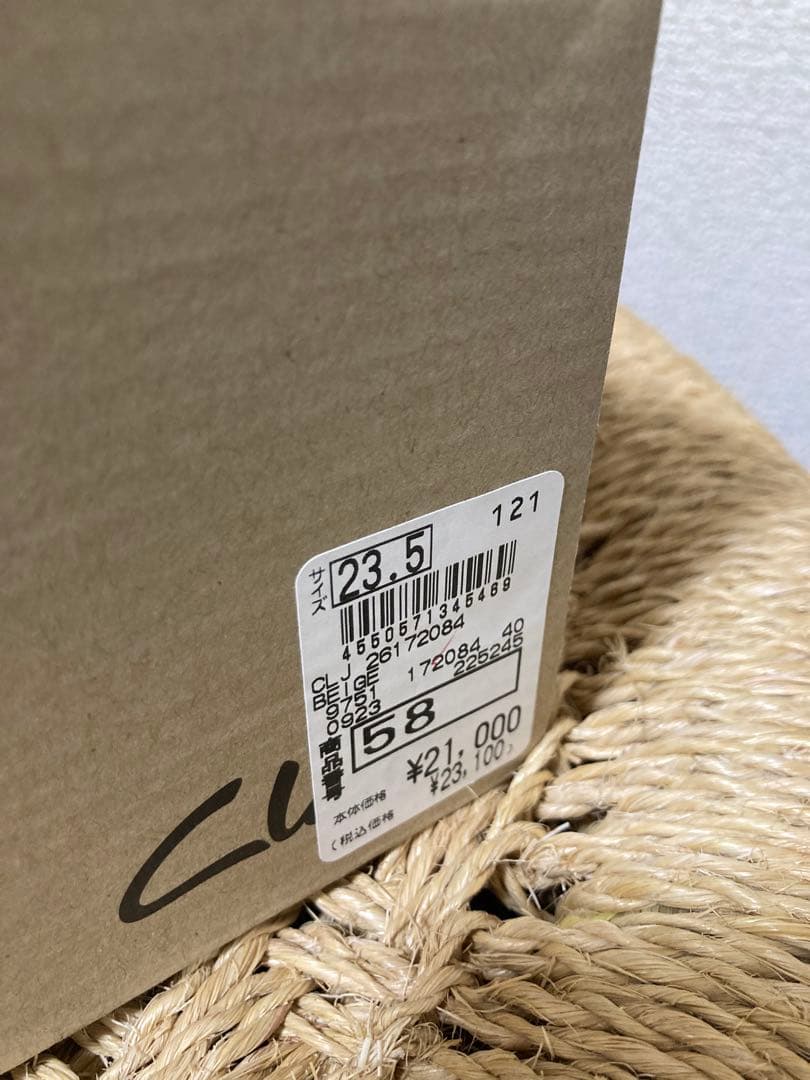 121
サイズ 23.5
4550571345469
CLJ 26172084
BEIGE 172084 40
9751 225245
0923
商品番号 58
本体価格 ¥21,000
(税込価格 ¥23,100)